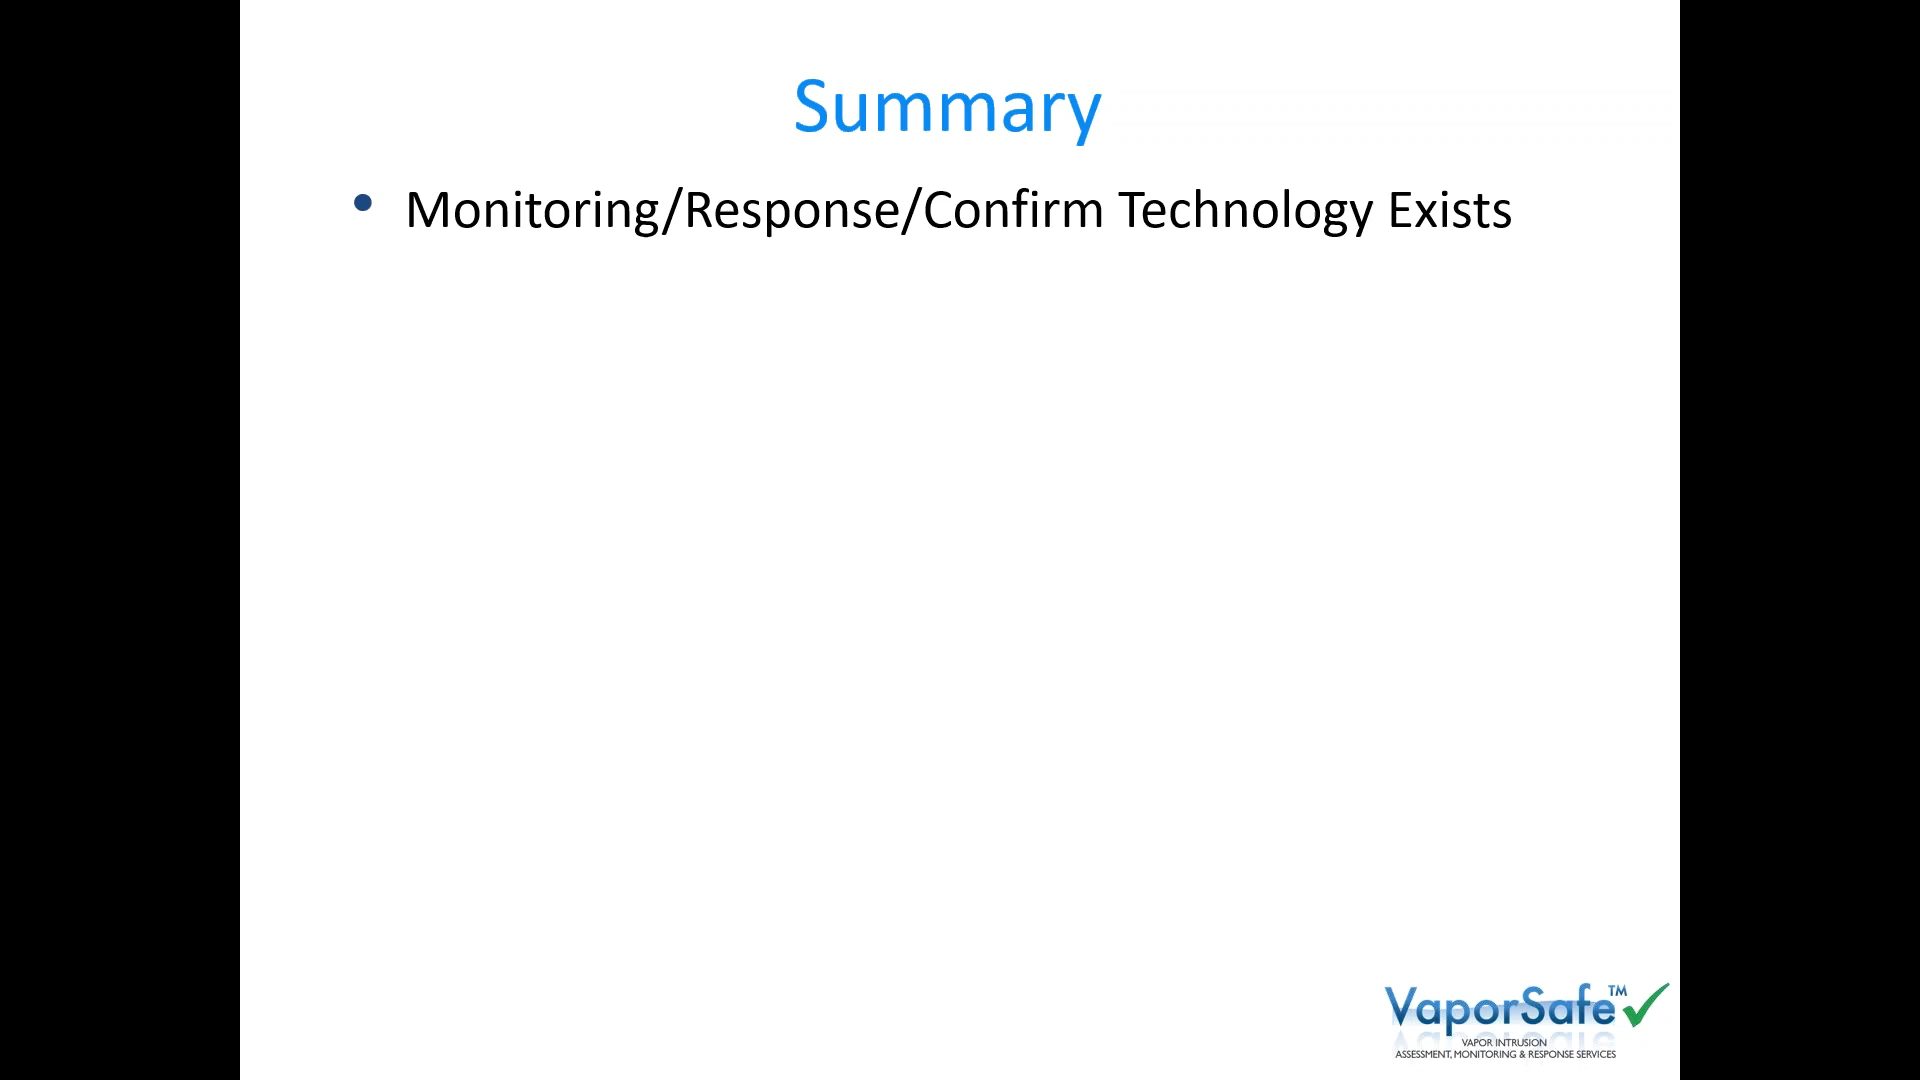 Summary
• Monitoring/Response/Confirm Technology Exists
VaporSafe™
VAPOR INTRUSION
ASSESSMENT, MONITORING & RESPONSE SERVICES